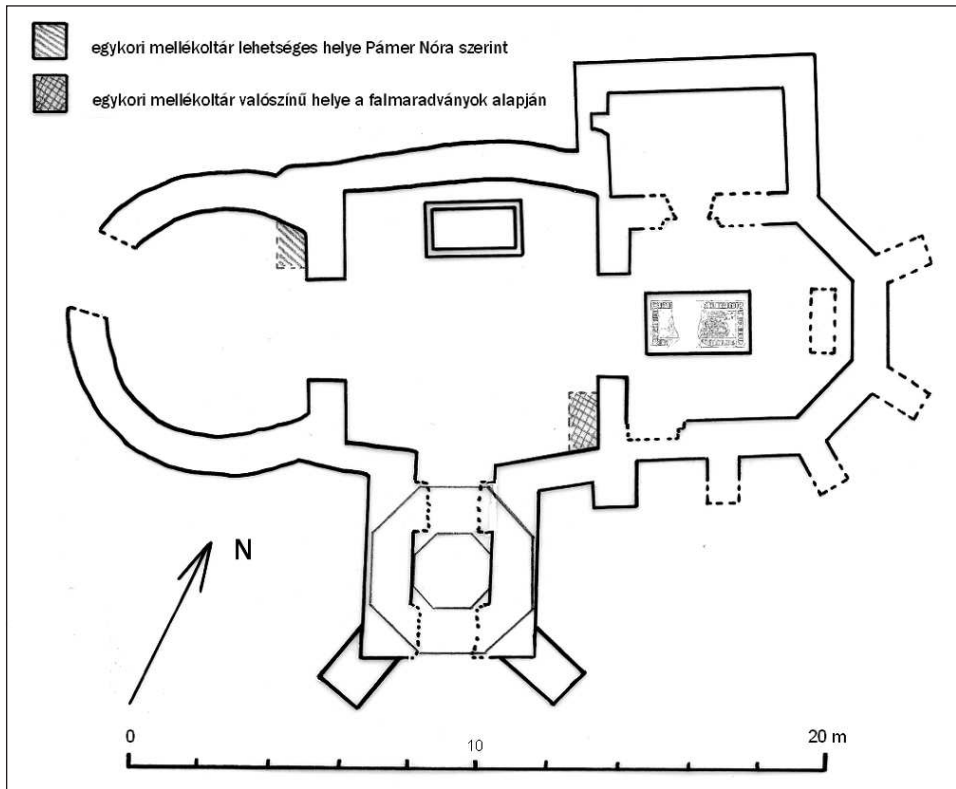 egykori mellékoltár lehetséges helye Pámer Nóra szerint
egykori mellékoltár valószínű helye a falmaradványok alapján
N
0
10
20 m